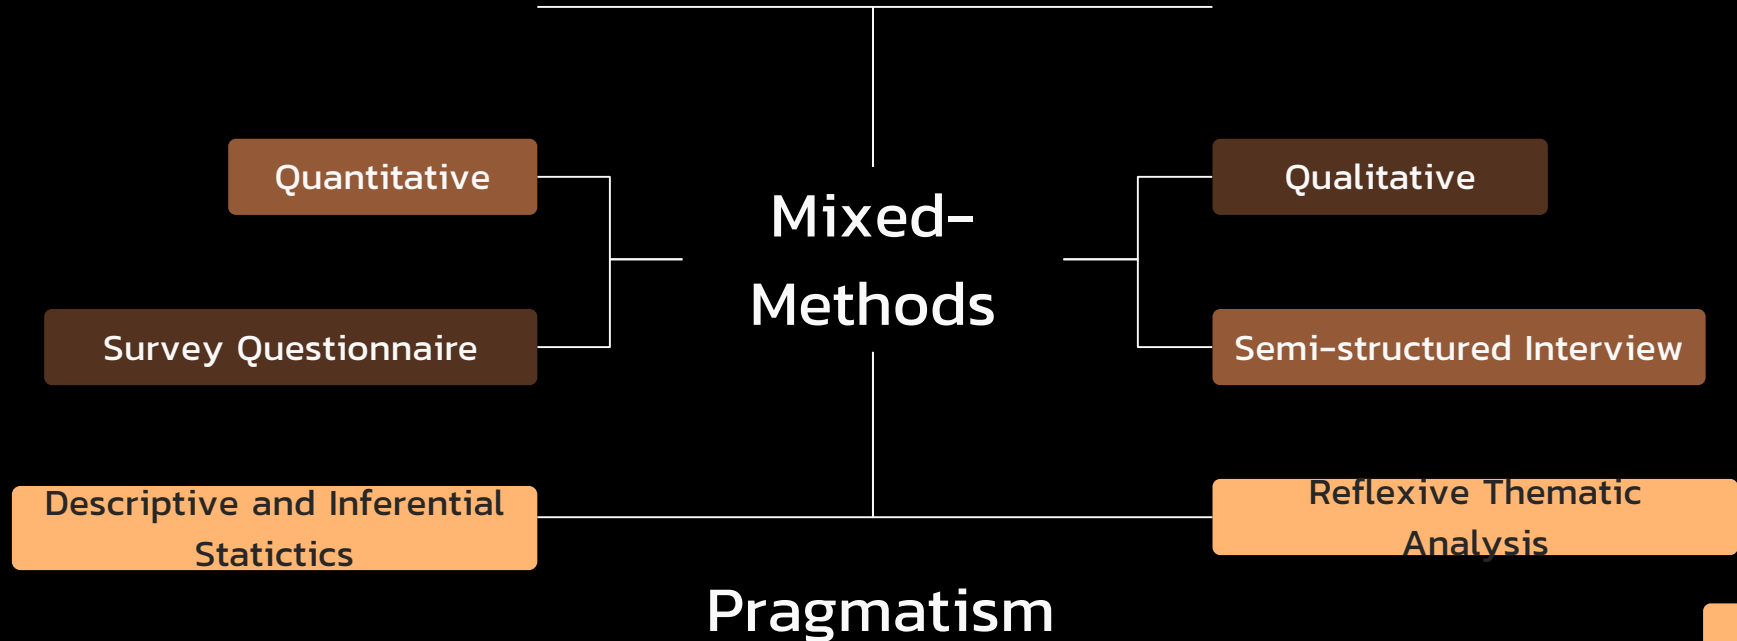 Quantitative
Qualitative
Mixed-
Methods
Survey Questionnaire
Semi-structured Interview
Descriptive and Inferential
Statictics
Reflexive Thematic
Analysis
Pragmatism